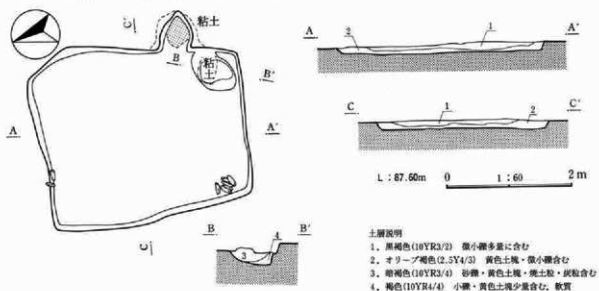 C'
粘土
A A'
2 1
B
粘土
B'
A A'
C C'
1 2
L:87.60m 0 1:60 2m
C
B B'
3 4
土層説明
1. 黒褐色(10YR3/2) 微小礫多量に含む
2. オリーブ褐色(2.5Y4/3) 黄色土塊・微小礫含む
3. 暗褐色(10YR3/4) 砂礫・黄色土塊・焼土粒・炭粒含む
4. 褐色(10YR4/4) 小礫・黄色土塊少量含む、軟質